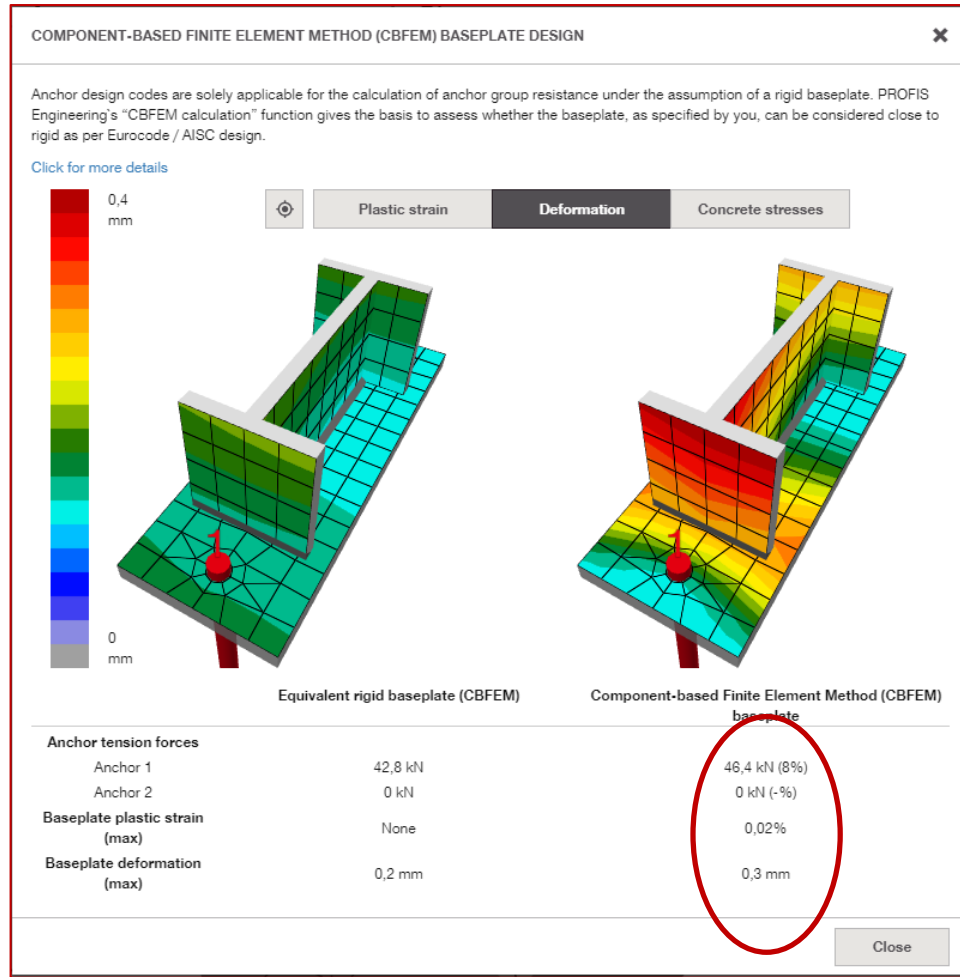 COMPONENT-BASED FINITE ELEMENT METHOD (CBFEM) BASEPLATE DESIGN
Anchor design codes are solely applicable for the calculation of anchor group resistance under the assumption of a rigid baseplate. PROFIS
Engineering`s “CBFEM calculation” function gives the basis to assess whether the baseplate, as specified by you, can be considered close to
rigid as per Eurocode / AISC design.
Click for more details
0,4
mm
Plastic strain
Deformation
Concrete stresses
1
1
0
mm
Equivalent rigid baseplate (CBFEM)
Component-based Finite Element Method (CBFEM)
baseplate
Anchor tension forces
Anchor 1 42,8 kN 46,4 kN (8%)
Anchor 2 0 kN 0 kN (-%)
Baseplate plastic strain
(max) None 0,02%
Baseplate deformation
(max) 0,2 mm 0,3 mm
Close